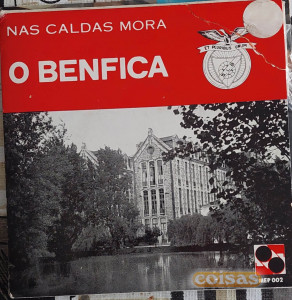 NAS CALDAS MORA
O BENFICA
coisas
MEP 002